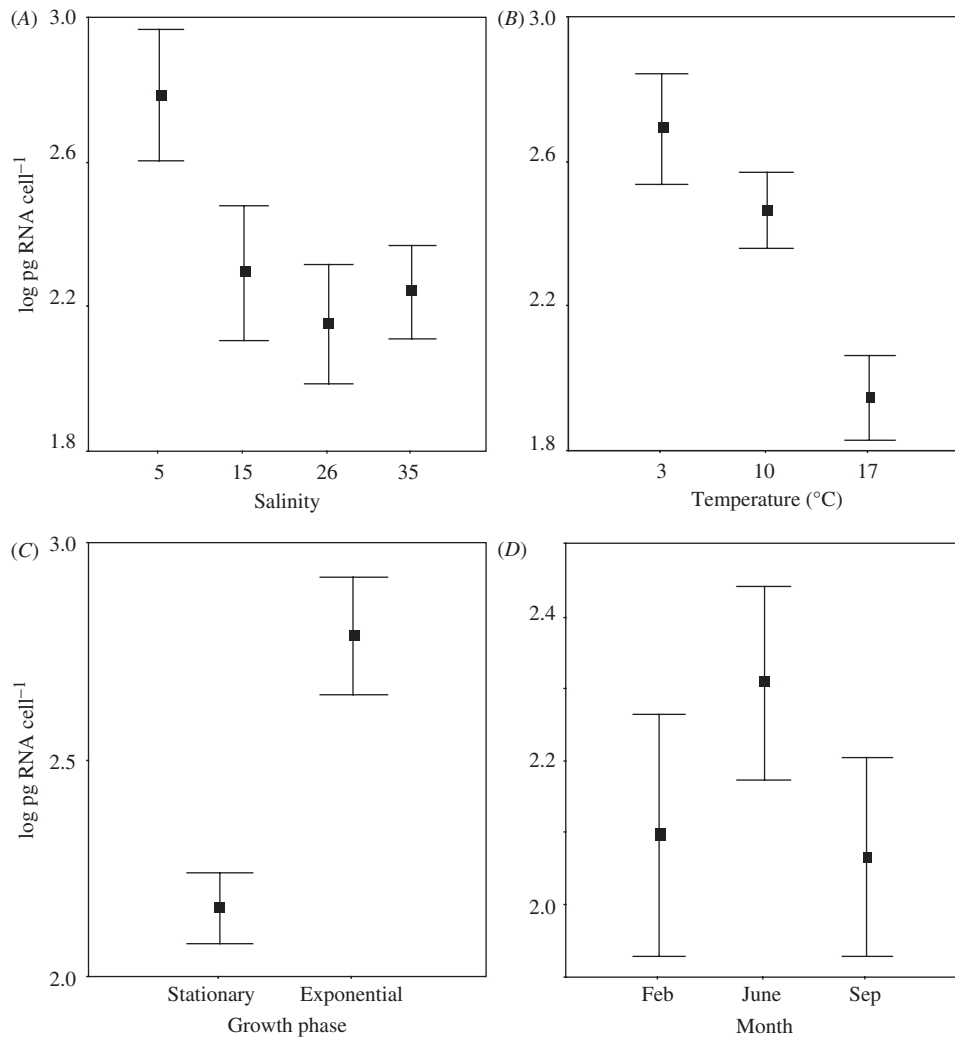 (A)
3.0
2.6
2.2
1.8
log pg RNA cell⁻¹
5 15 26 35
Salinity
(B)
3.0
2.6
2.2
1.8
3 10 17
Temperature (°C)
(C)
3.0
2.5
2.0
log pg RNA cell⁻¹
Stationary Exponential
Growth phase
(D)
2.4
2.2
2.0
Feb June Sep
Month